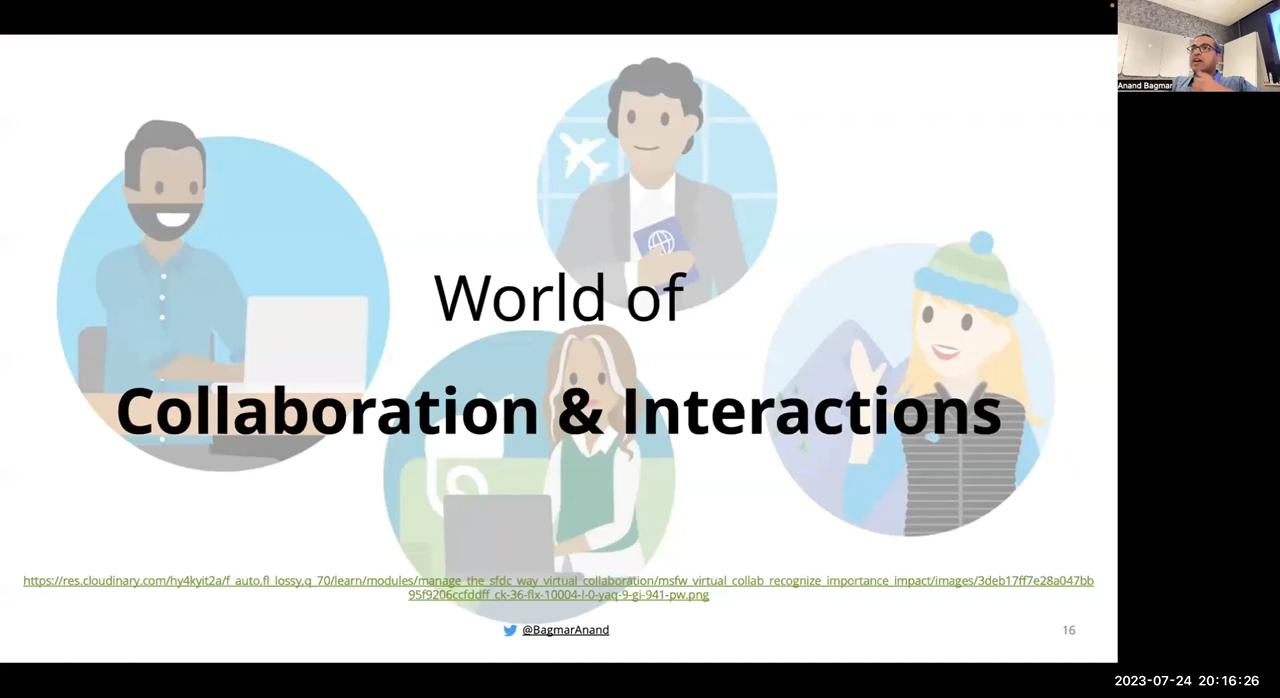 Anand Bagmar
World of
Collaboration & Interactions
https://res.cloudinary.com/hy4kyit2a/f_auto,fl_lossy,q_70/learn/modules/manage_the_sfdc_way_virtual_collaboration/msfw_virtual_collab_recognize_importance_impact/images/3deb17ff7e28a047bb
95f9206ccfddff_ck-36-flx-10004-l-0-yaq-9-gi-941-pw.png
@BagmarAnand
16
2023-07-24 20:16:26